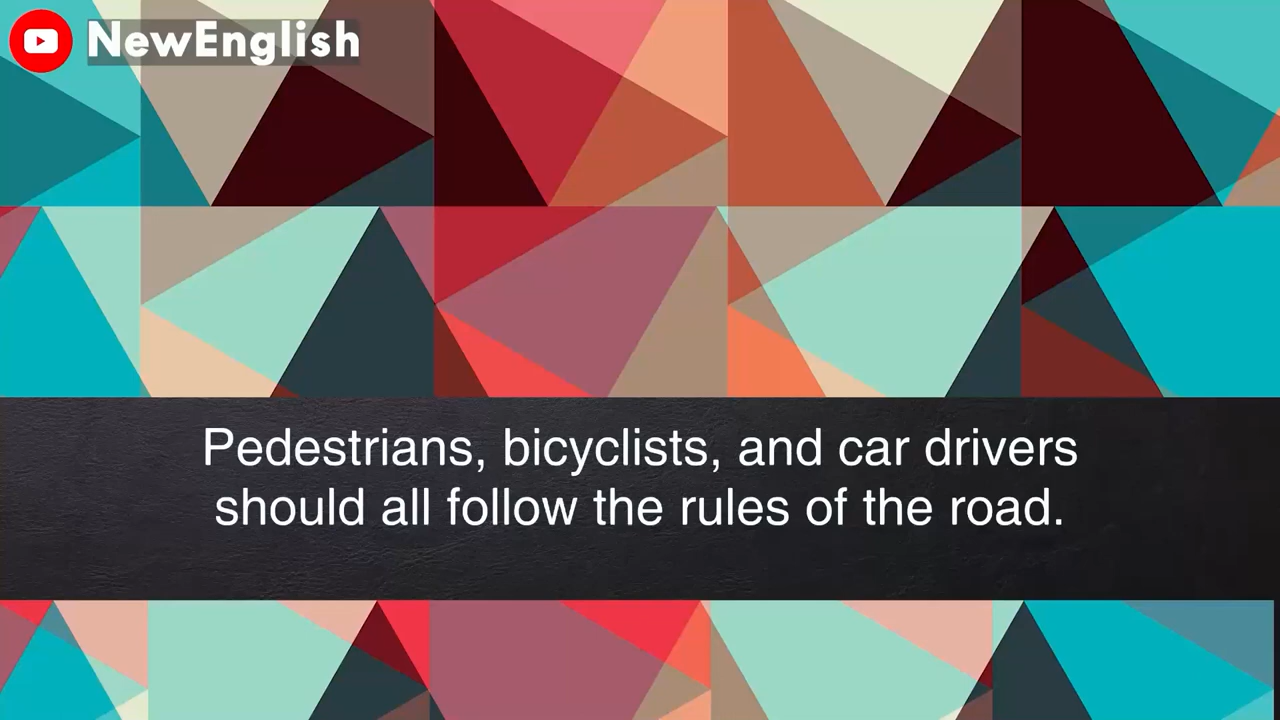 NewEnglish
Pedestrians, bicyclists, and car drivers
should all follow the rules of the road.